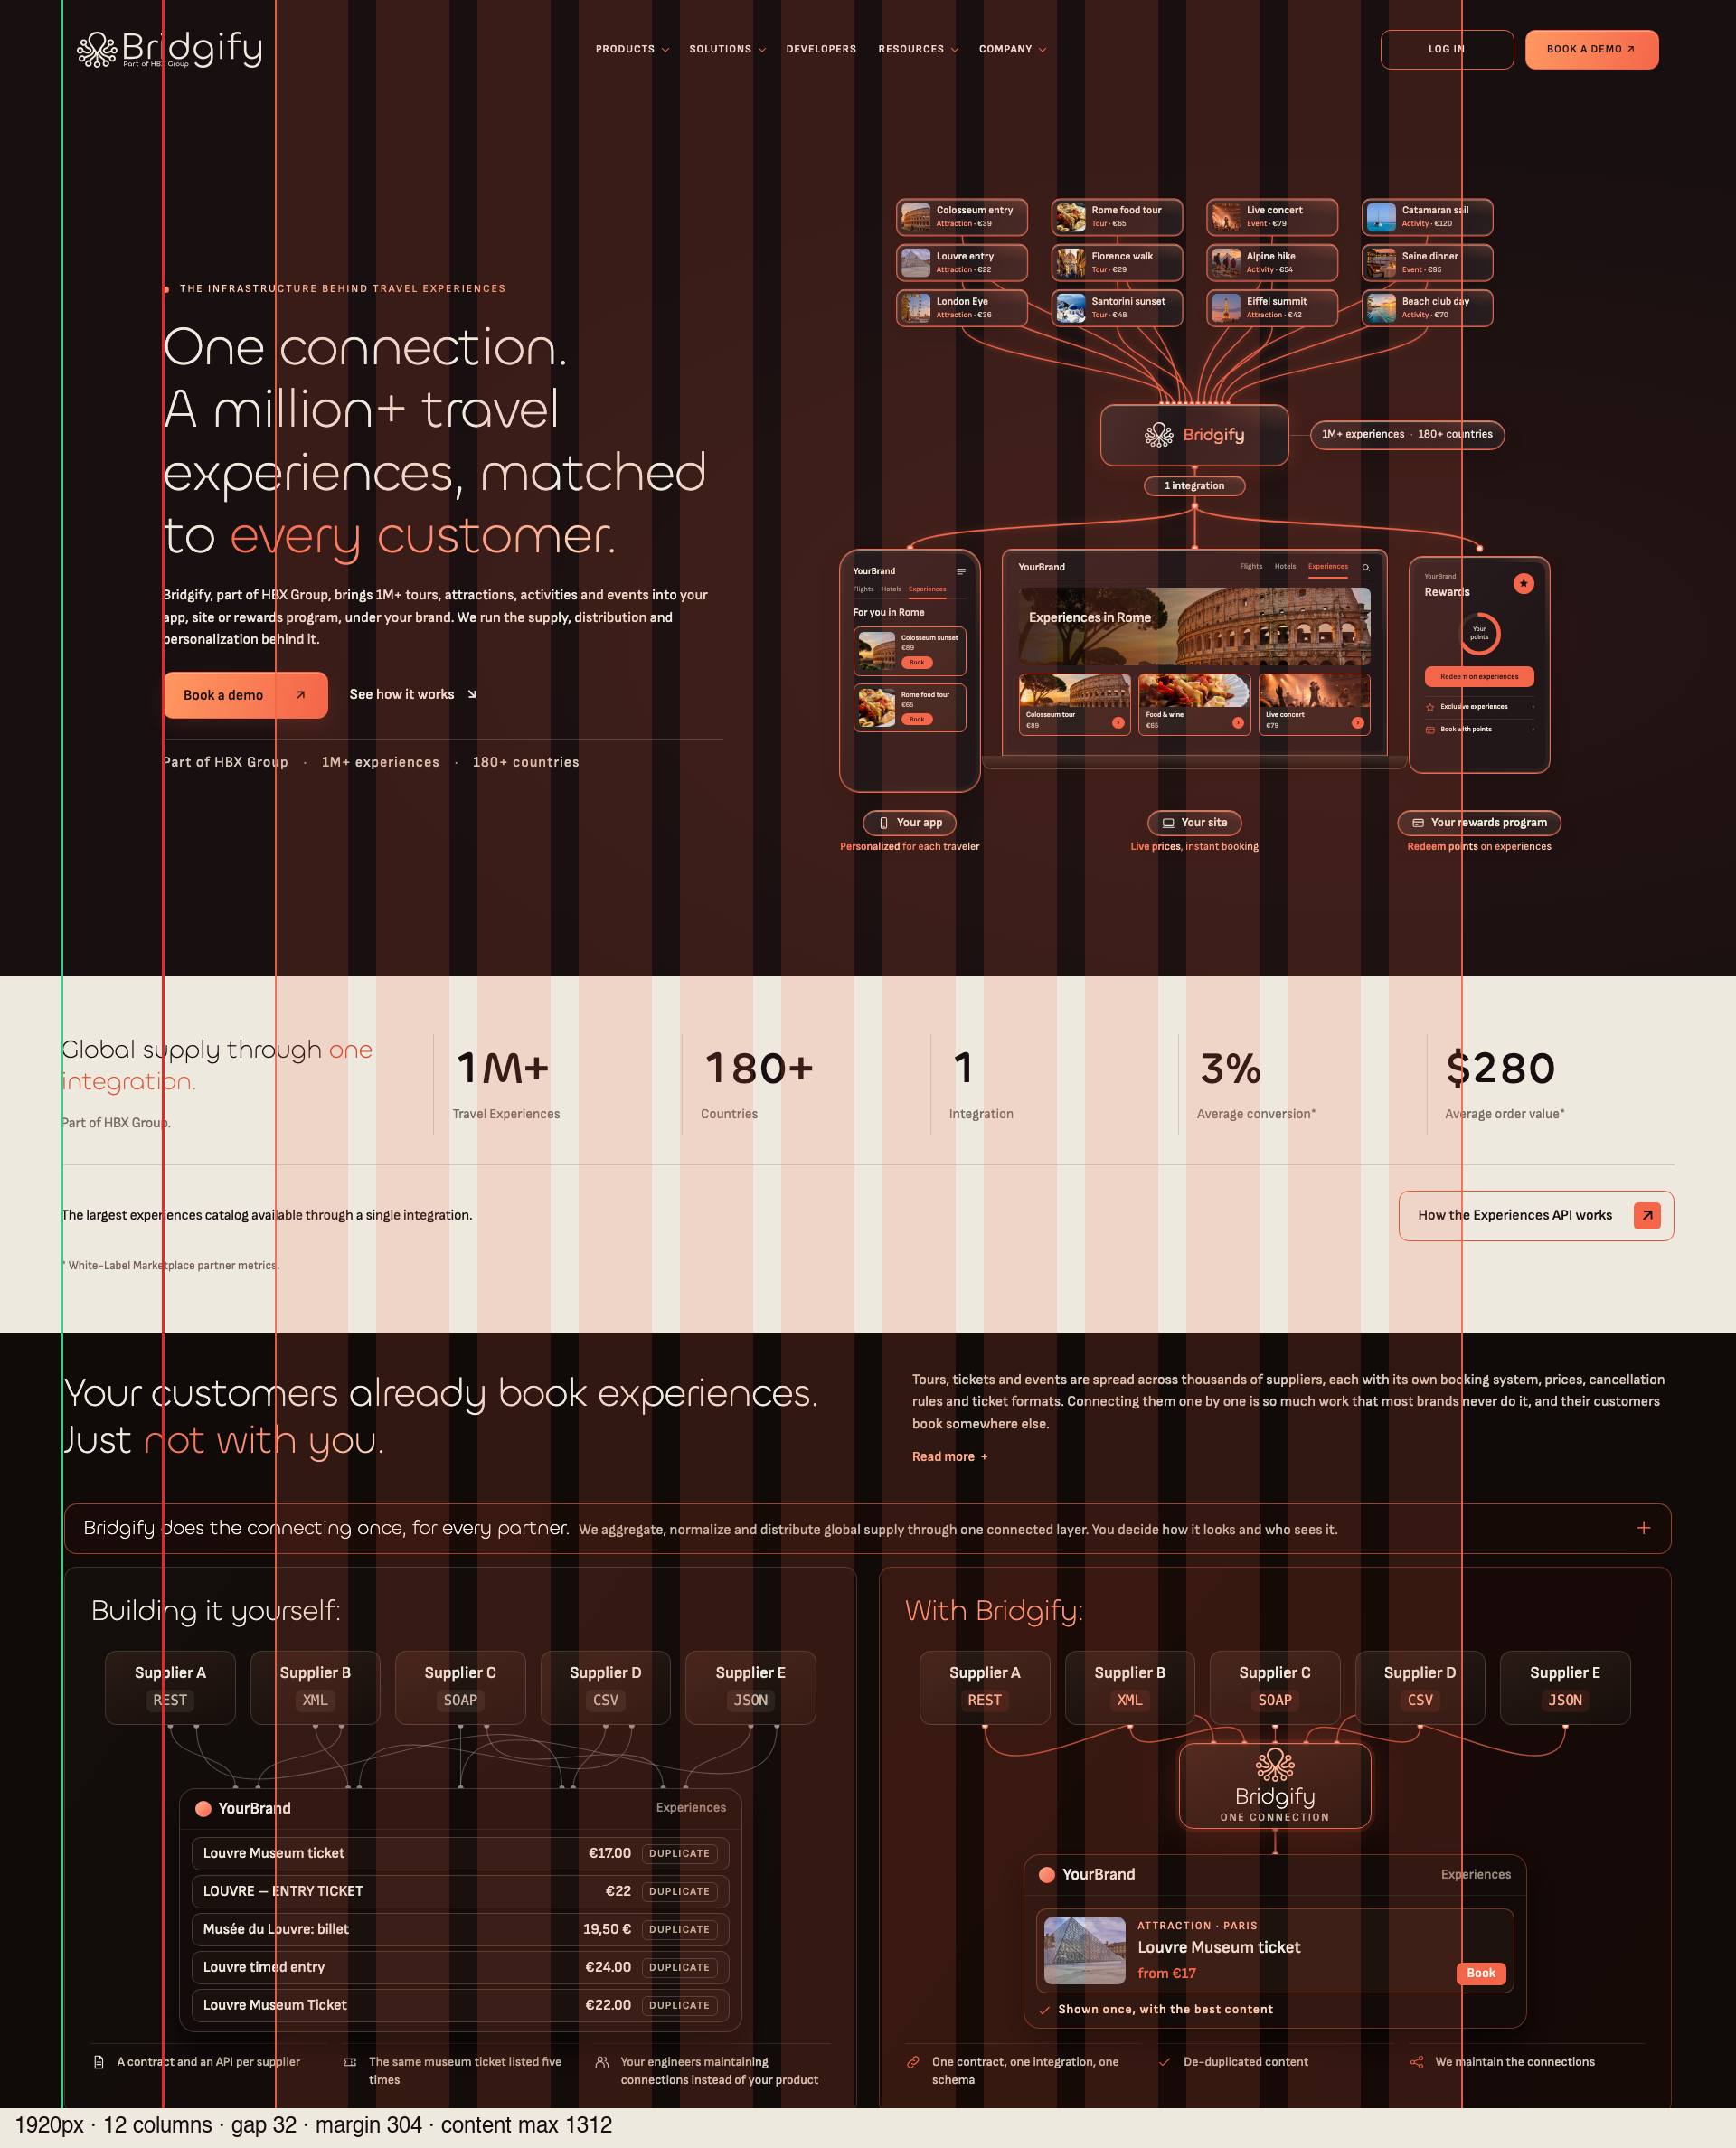 Bridgify
Part of HBX Group
PRODUCTS
SOLUTIONS
DEVELOPERS
RESOURCES
COMPANY
LOG IN
BOOK A DEMO
THE INFRASTRUCTURE BEHIND TRAVEL EXPERIENCES
One connection.
A million+ travel
experiences, matched
to every customer.
Bridgify, part of HBX Group, brings 1M+ tours, attractions, activities and events into your
app, site or rewards program, under your brand. We run the supply, distribution and
personalization behind it.
Book a demo
See how it works
Part of HBX Group · 1M+ experiences · 180+ countries
Colosseum entry
Attraction · €39
Rome food tour
Tour · €65
Live concert
Event · €79
Catamaran sail
Activity · €120
Louvre entry
Attraction · €22
Florence walk
Tour · €29
Alpine hike
Activity · €54
Seine dinner
Event · €95
London Eye
Attraction · €36
Santorini sunset
Tour · €48
Eiffel summit
Attraction · €42
Beach club day
Activity · €70
Bridgify
1M+ experiences · 180+ countries
1 integration
YourBrand
Flights Hotels Experiences
For you in Rome
Colosseum sunset
€89
Book
Rome food tour
€65
Book
YourBrand
Flights Hotels Experiences
Experiences in Rome
Colosseum tour
€89
Food & wine
€65
Live concert
€79
YourBrand
Rewards
Your
points
Redeem on experiences
Exclusive experiences
Book with points
Your app
Personalized for each traveler
Your site
Live prices, instant booking
Your rewards program
Redeem points on experiences
Global supply through one
integration.
Part of HBX Group.
1M+
Travel Experiences
180+
Countries
1
Integration
3%
Average conversion*
$280
Average order value*
The largest experiences catalog available through a single integration.
How the Experiences API works
* White-Label Marketplace partner metrics.
Your customers already book experiences.
Just not with you.
Tours, tickets and events are spread across thousands of suppliers, each with its own booking system, prices, cancellation
rules and ticket formats. Connecting them one by one is so much work that most brands never do it, and their customers
book somewhere else.
Read more +
Bridgify does the connecting once, for every partner. We aggregate, normalize and distribute global supply through one connected layer. You decide how it looks and who sees it.
Building it yourself:
Supplier A
REST
Supplier B
XML
Supplier C
SOAP
Supplier D
CSV
Supplier E
JSON
YourBrand
Experiences
Louvre Museum ticket €17.00 DUPLICATE
LOUVRE – ENTRY TICKET €22 DUPLICATE
Musée du Louvre: billet 19,50 € DUPLICATE
Louvre timed entry €24.00 DUPLICATE
Louvre Museum Ticket €22.00 DUPLICATE
A contract and an API per supplier
The same museum ticket listed five
times
Your engineers maintaining
connections instead of your product
With Bridgify:
Supplier A
REST
Supplier B
XML
Supplier C
SOAP
Supplier D
CSV
Supplier E
JSON
Bridgify
ONE CONNECTION
YourBrand
Experiences
ATTRACTION · PARIS
Louvre Museum ticket
from €17
Book
Shown once, with the best content
One contract, one integration, one
schema
De-duplicated content
We maintain the connections
1920px · 12 columns · gap 32 · margin 304 · content max 1312